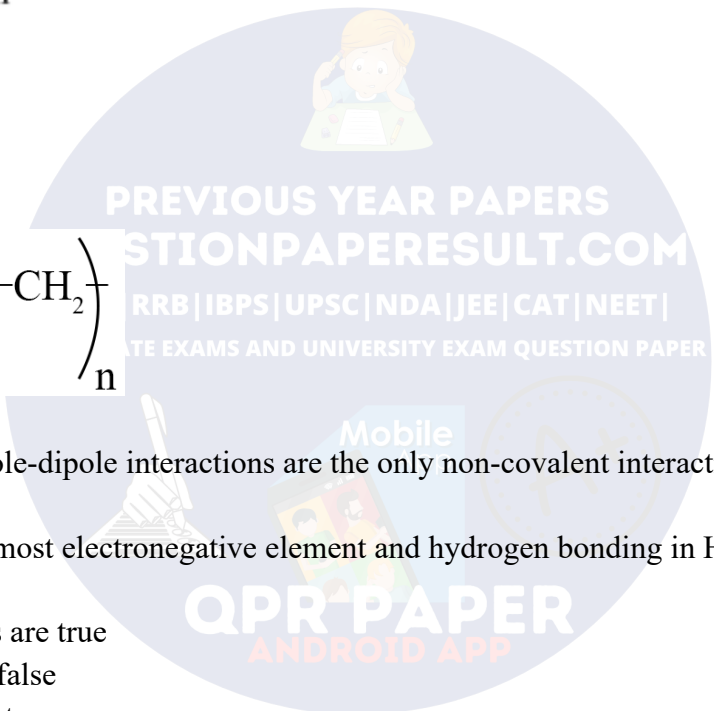 PREVIOUS YEAR PAPERS
STIONPAPERESULT.COM
–CH2
RRB|IBPS|UPSC|NDA|JEE|CAT|NEET|
TE EXAMS AND UNIVERSITY EXAM QUESTION PAPER
n
Mobile
App
A+
ole-dipole interactions are the only non-covalent interact
most electronegative element and hydrogen bonding in H
QPR PAPER
s are true
ANDROID APP
false